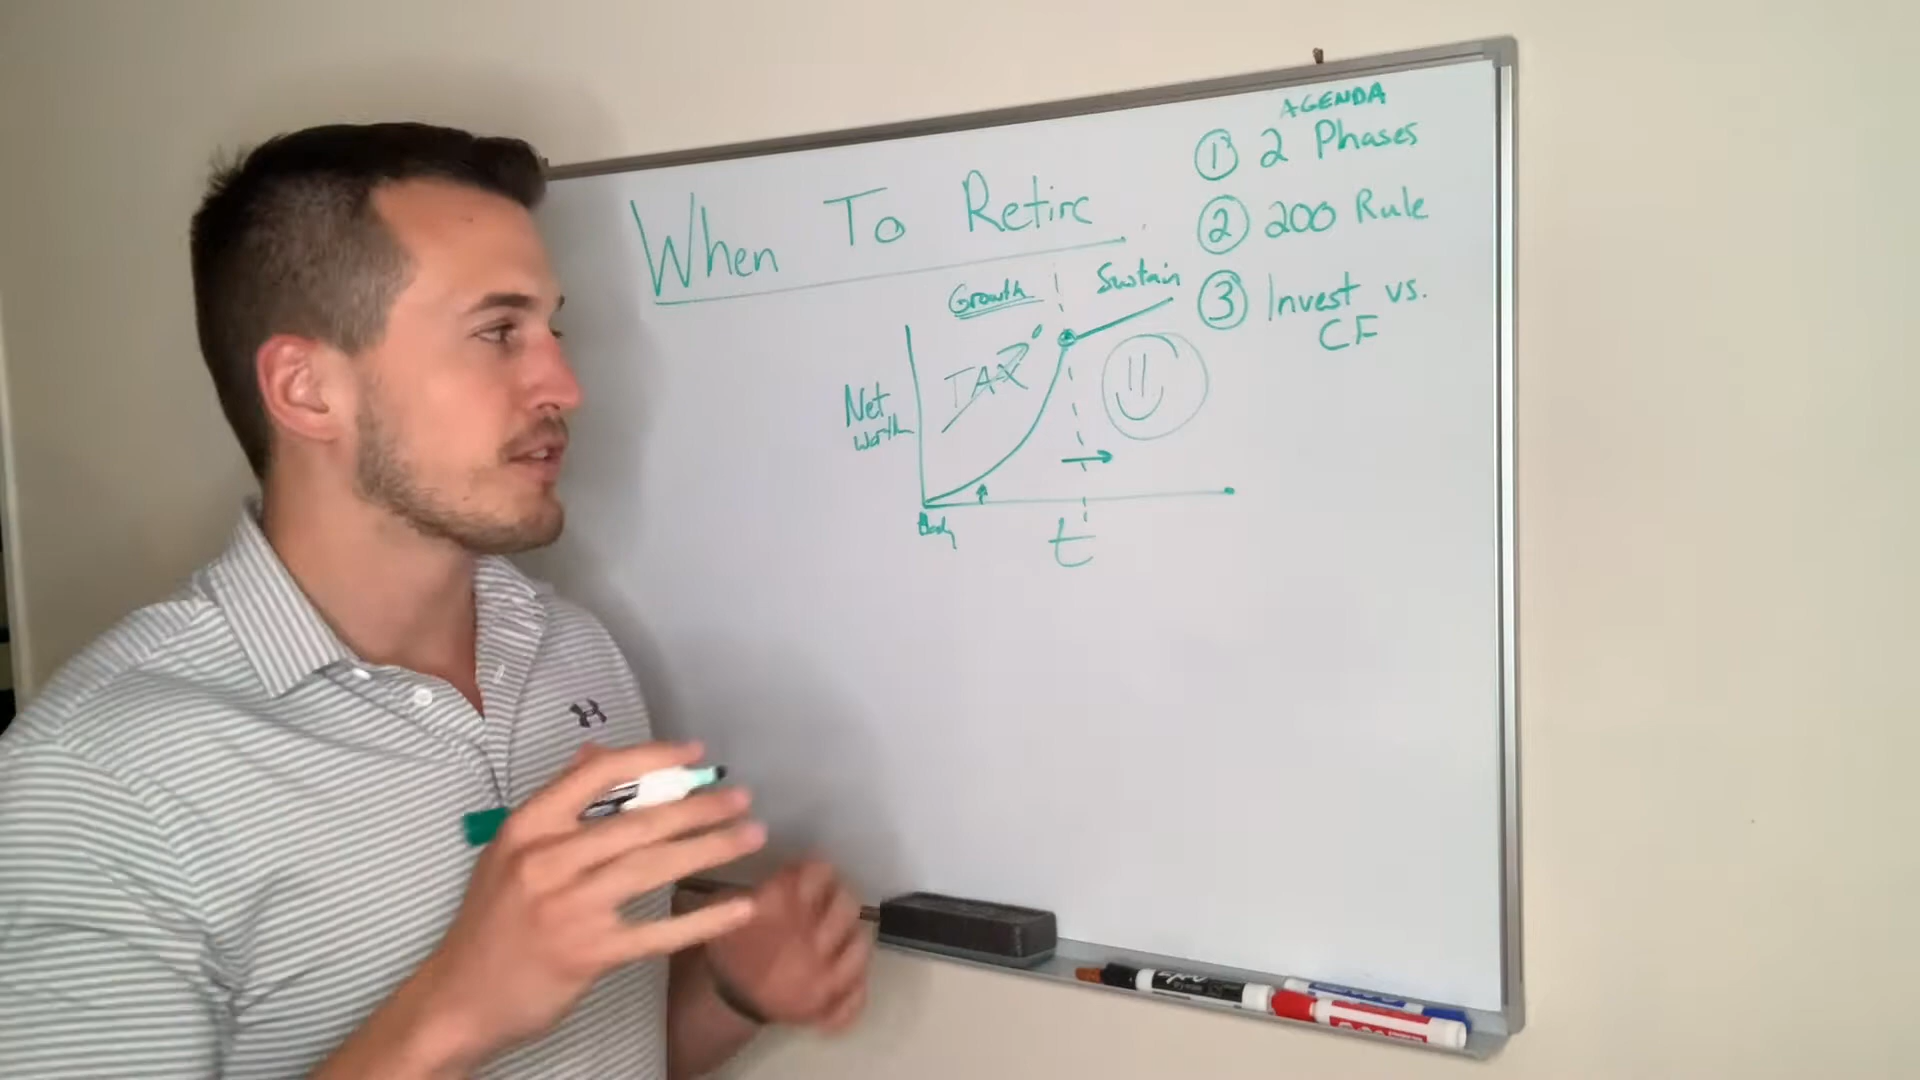 AGENDA
① 2 Phases
② 200 Rule
③ Invest vs.
CF
When To Retire
Growth
Sustain
TAX
Net
Worth
t
EXPO